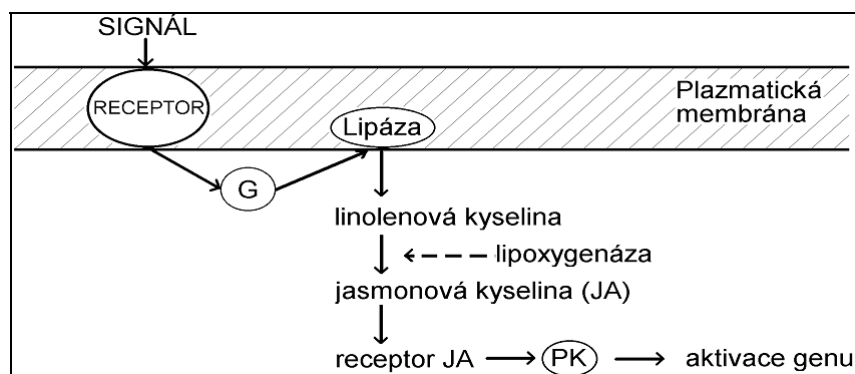 SIGNÁL
RECEPTOR
Plazmatická
membrána
Lipáza
G
linolenová kyselina
lipoxygenáza
jasmonová kyselina (JA)
receptor JA PK aktivace genu